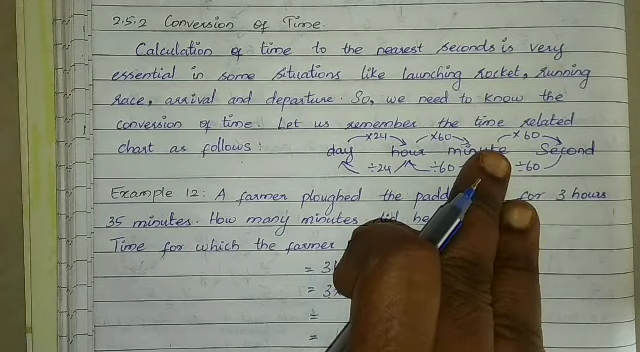 2.5.2 Conversion of Time.
Calculation of time to the nearest seconds is very
essential in some situations like launching rocket, running
race, arrival and departure. So, we need to know the
conversion of time. Let us remember the time related
×24 ×60 ×60
chart as follows: day hour minute Second
÷24 ÷60 ÷60
Example 12: A farmer ploughed the for 3 hours
35 minutes. How many minutes did he
Time for which the farmer
= 3
= 3
=
=